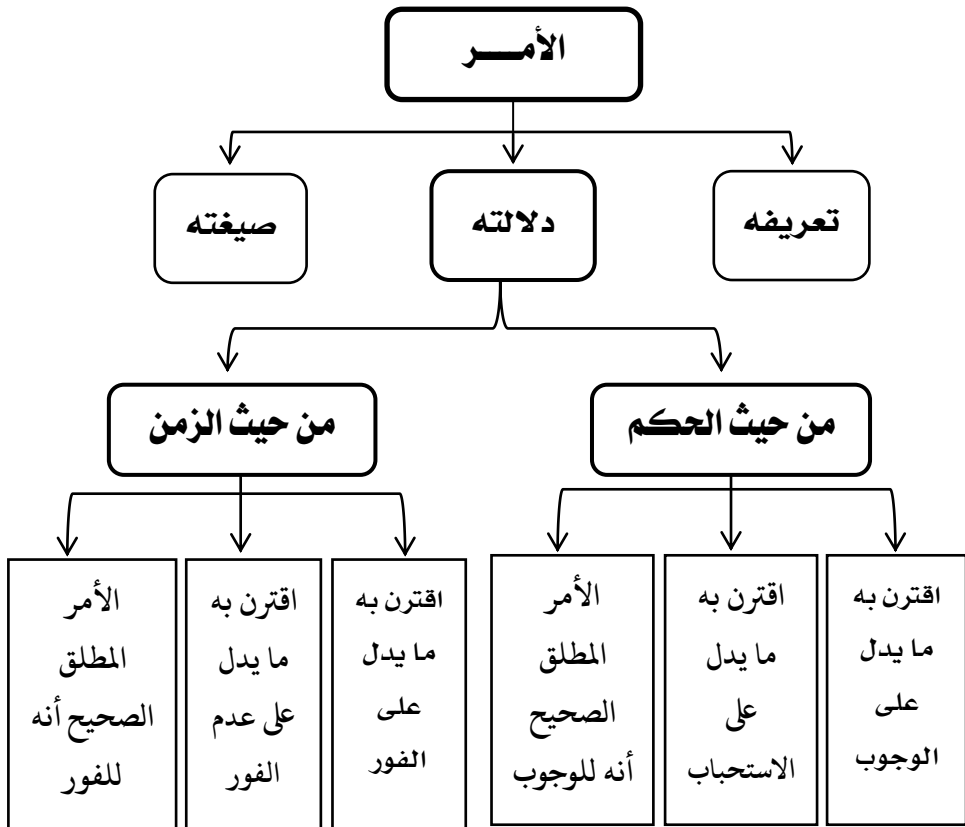 الأمـــر
تعريفه
دلالته
صيغته
من حيث الحكم
من حيث الزمن
اقترن به
ما يدل
على
الوجوب
اقترن به
ما يدل
على
الاستحباب
الأمر
المطلق
الصحيح
أنه للوجوب
اقترن به
ما يدل
على
الفور
اقترن به
ما يدل
على عدم
الفور
الأمر
المطلق
الصحيح أنه
للفور